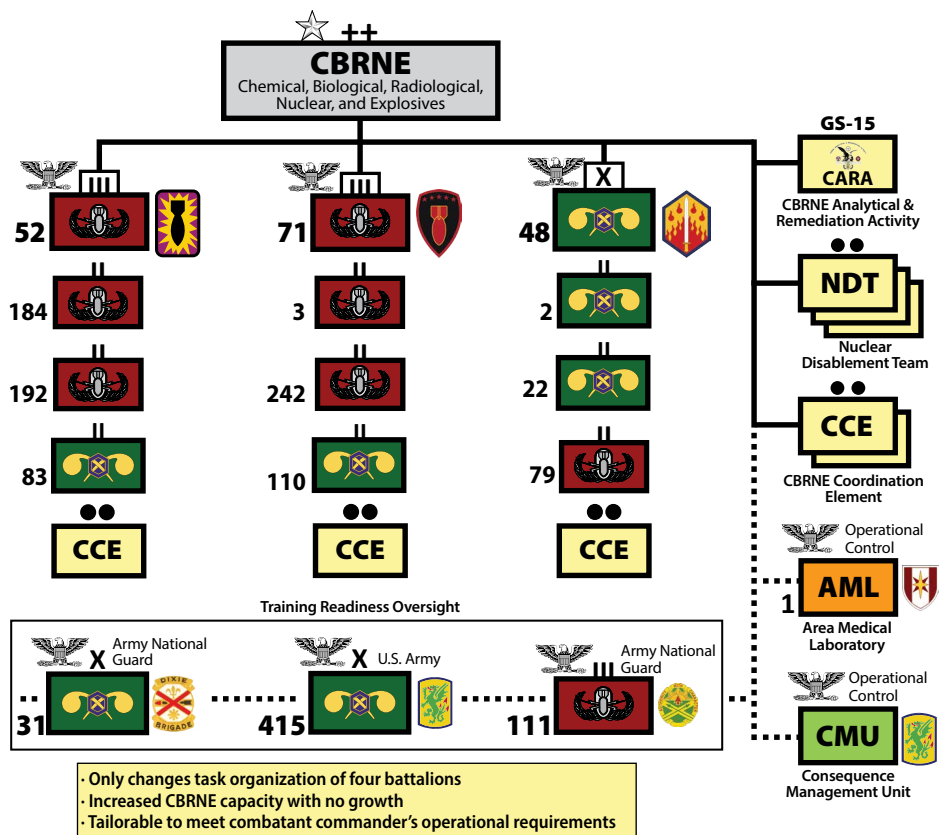 ++
CBRNE
Chemical, Biological, Radiological,
Nuclear, and Explosives
GS-15
CARA
CBRNE Analytical &
Remediation Activity
III
52
III
71
X
48
II
184
II
3
II
2
NDT
Nuclear
Disablement Team
II
192
II
242
II
22
CCE
CBRNE Coordination
Element
II
83
II
110
II
79
CCE
CCE
CCE
Operational
Control
AML
1
Area Medical
Laboratory
Training Readiness Oversight
X
Army National
Guard
31
DIXIE
BRIGADE
X
U.S. Army
415
III
Army National
Guard
111
Operational
Control
CMU
Consequence
Management Unit
· Only changes task organization of four battalions
· Increased CBRNE capacity with no growth
· Tailorable to meet combatant commander’s operational requirements